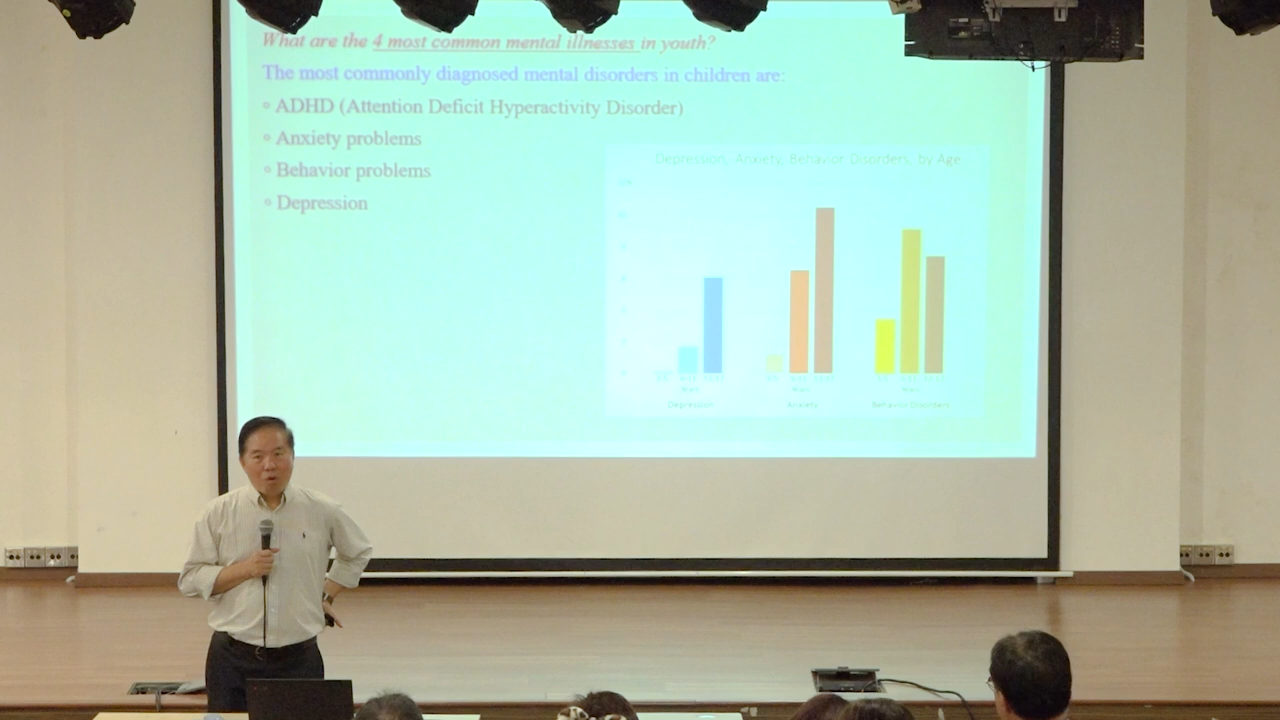 What are the 4 most common mental illnesses in youth?
The most commonly diagnosed mental disorders in children are:
• ADHD (Attention Deficit Hyperactivity Disorder)
• Anxiety problems
• Behavior problems
• Depression
Depression, Anxiety, Behavior Disorders, by Age
Depression
Anxiety
Behavior Disorders